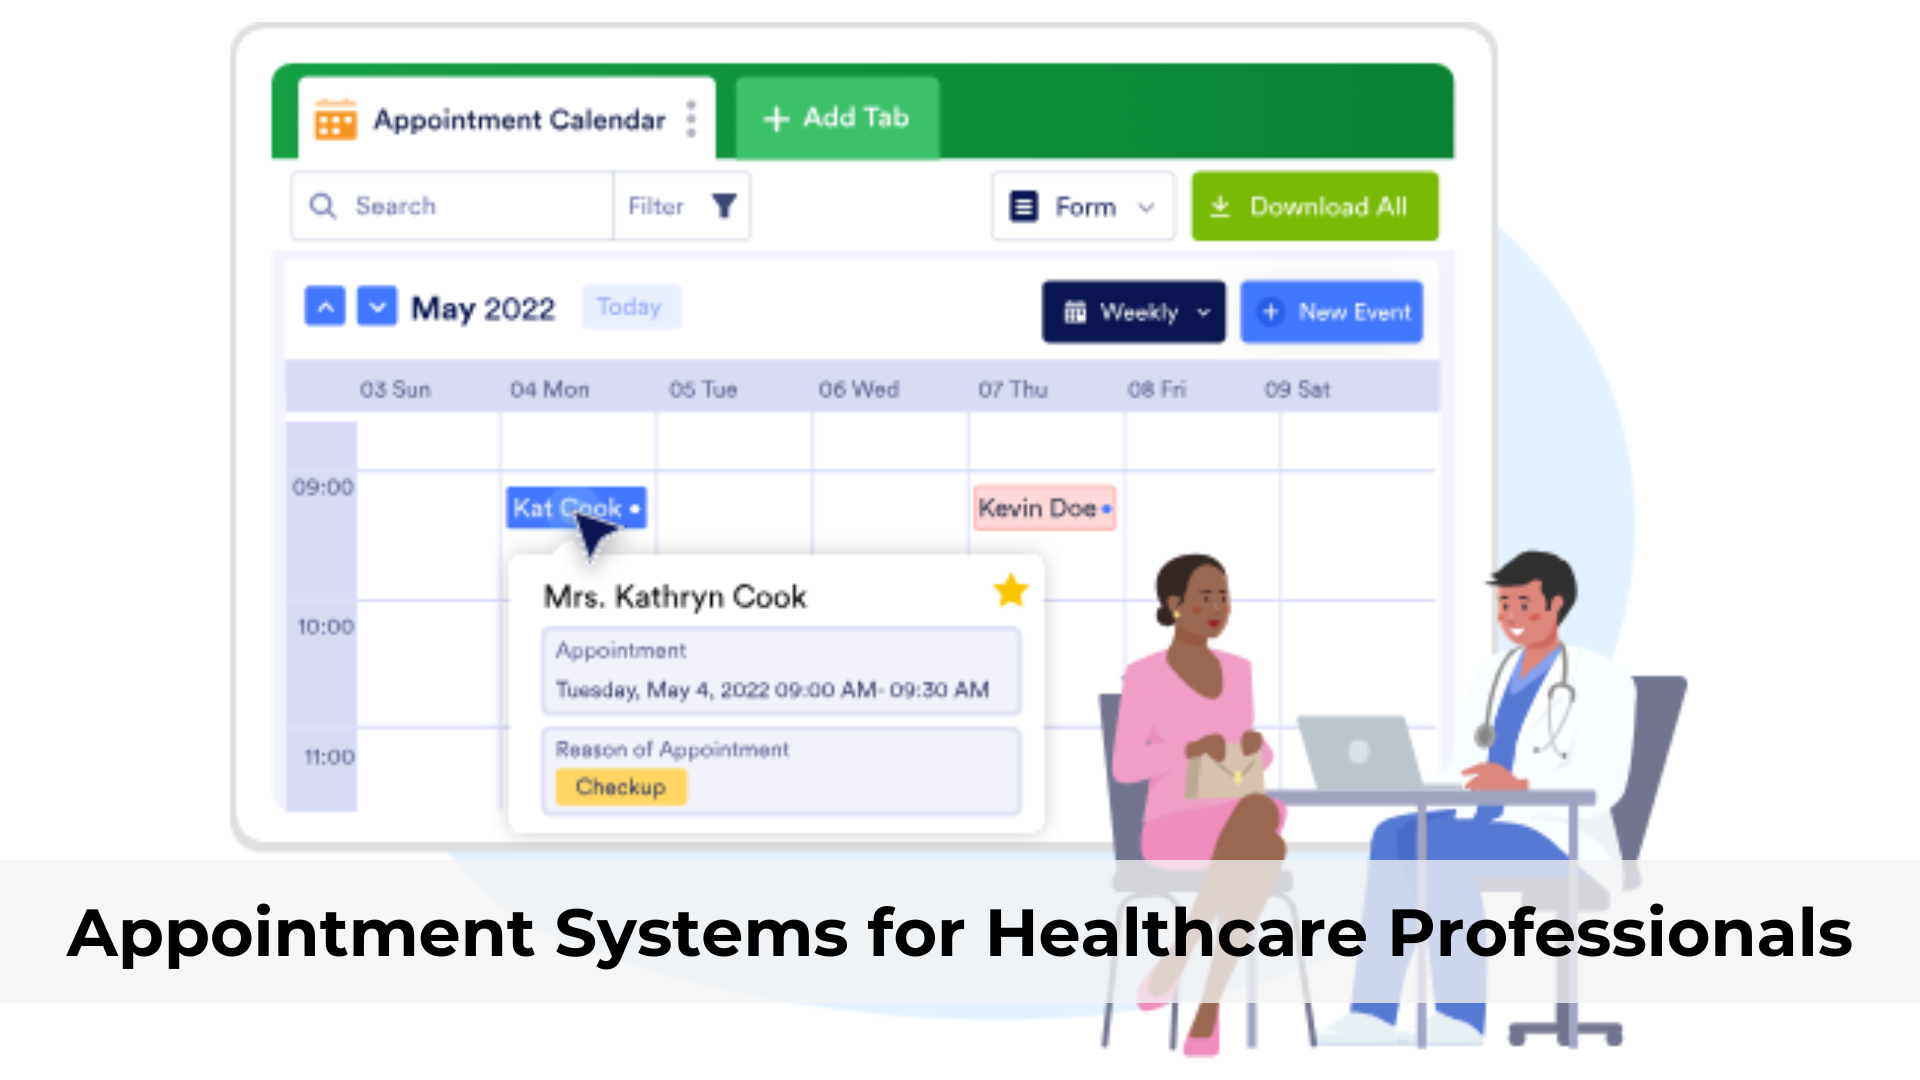 Appointment Calendar
+ Add Tab
Search
Filter
Form
Download All
May 2022
Today
Weekly
+ New Event
03 Sun
04 Mon
05 Tue
06 Wed
07 Thu
08 Fri
09 Sat
09:00
Kat Cook
Kevin Doe
Mrs. Kathryn Cook
10:00
Appointment
Tuesday, May 4, 2022 09:00 AM- 09:30 AM
11:00
Reason of Appointment
Checkup
Appointment Systems for Healthcare Professionals